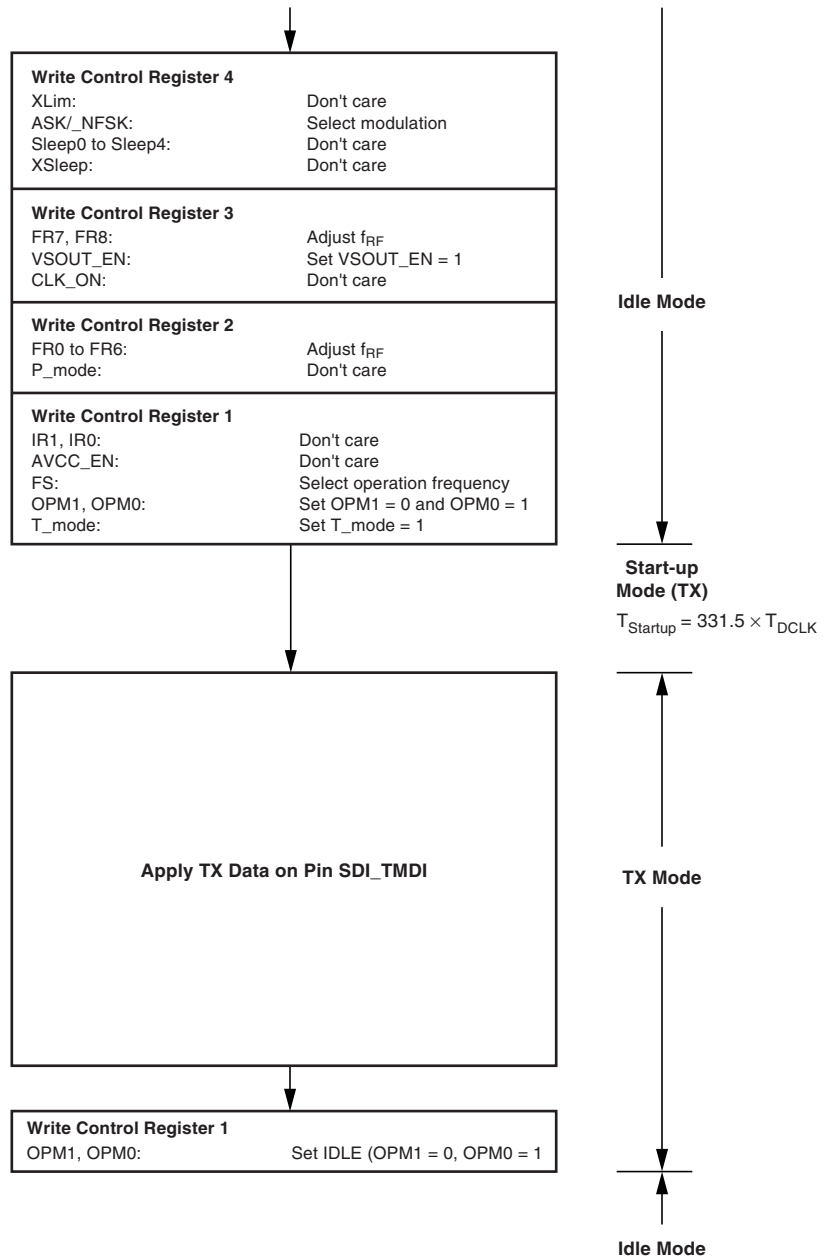 Write Control Register 4
XLim: Don't care
ASK/_NFSK: Select modulation
Sleep0 to Sleep4: Don't care
XSleep: Don't care
Write Control Register 3
FR7, FR8: Adjust fRF
VSOUT_EN: Set VSOUT_EN = 1
CLK_ON: Don't care
Idle Mode
Write Control Register 2
FR0 to FR6: Adjust fRF
P_mode: Don't care
Write Control Register 1
IR1, IR0: Don't care
AVCC_EN: Don't care
FS: Select operation frequency
OPM1, OPM0: Set OPM1 = 0 and OPM0 = 1
T_mode: Set T_mode = 1
Start-up
Mode (TX)
TStartup = 331.5 × TDCLK
Apply TX Data on Pin SDI_TMDI
TX Mode
Write Control Register 1
OPM1, OPM0: Set IDLE (OPM1 = 0, OPM0 = 1
Idle Mode